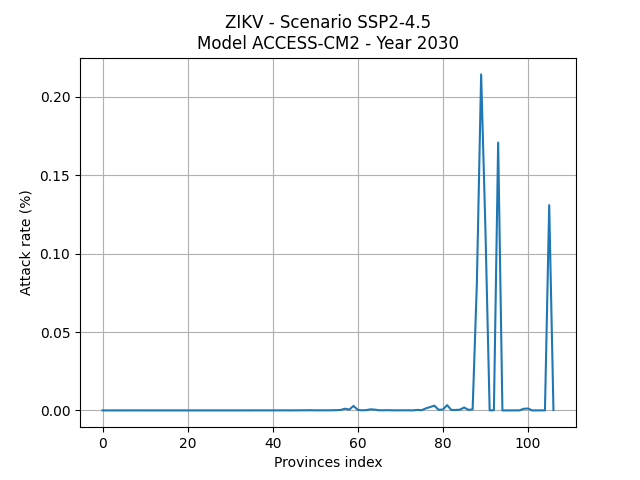 ZIKV - Scenario SSP2-4.5
Model ACCESS-CM2 - Year 2030
0.20
0.15
0.10
0.05
0.00
Attack rate (%)
0 20 40 60 80 100
Provinces index